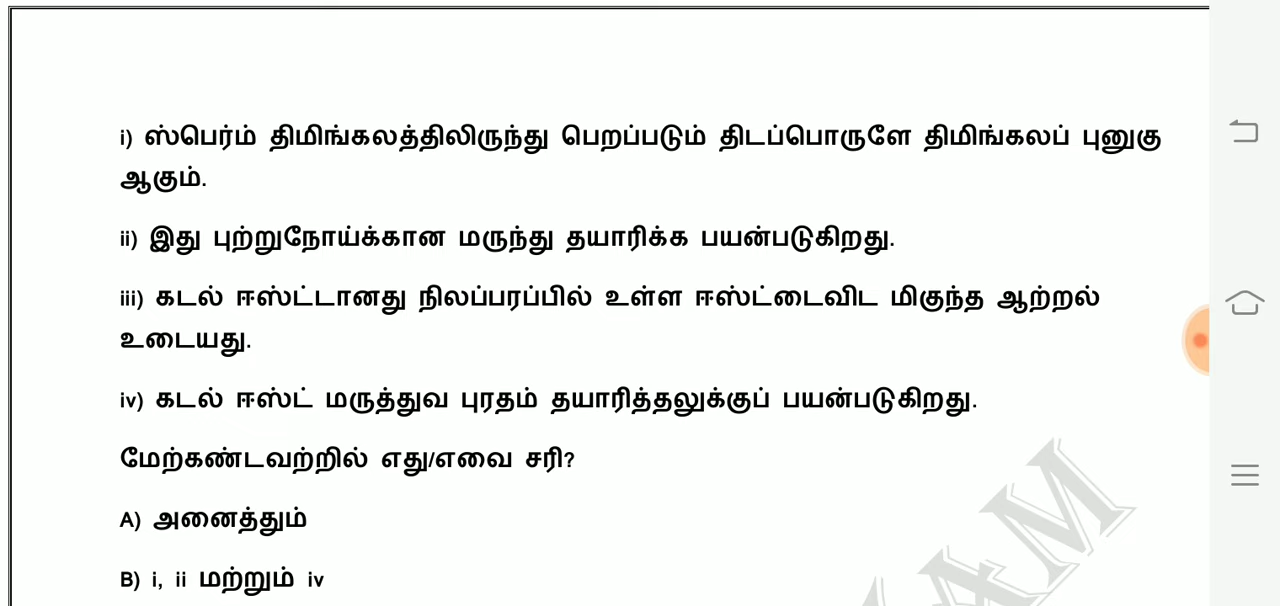 i) ஸ்பெர்ம் திமிங்கலத்திலிருந்து பெறப்படும் திடப்பொருளே திமிங்கலப் புனுகு
ஆகும்.
ii) இது புற்றுநோய்க்கான மருந்து தயாரிக்க பயன்படுகிறது.
iii) கடல் ஈஸ்ட்டானது நிலப்பரப்பில் உள்ள ஈஸ்ட்டைவிட மிகுந்த ஆற்றல்
உடையது.
iv) கடல் ஈஸ்ட் மருத்துவ புரதம் தயாரித்தலுக்குப் பயன்படுகிறது.
மேற்கண்டவற்றில் எது/எவை சரி?
A) அனைத்தும்
B) i, ii மற்றும் iv